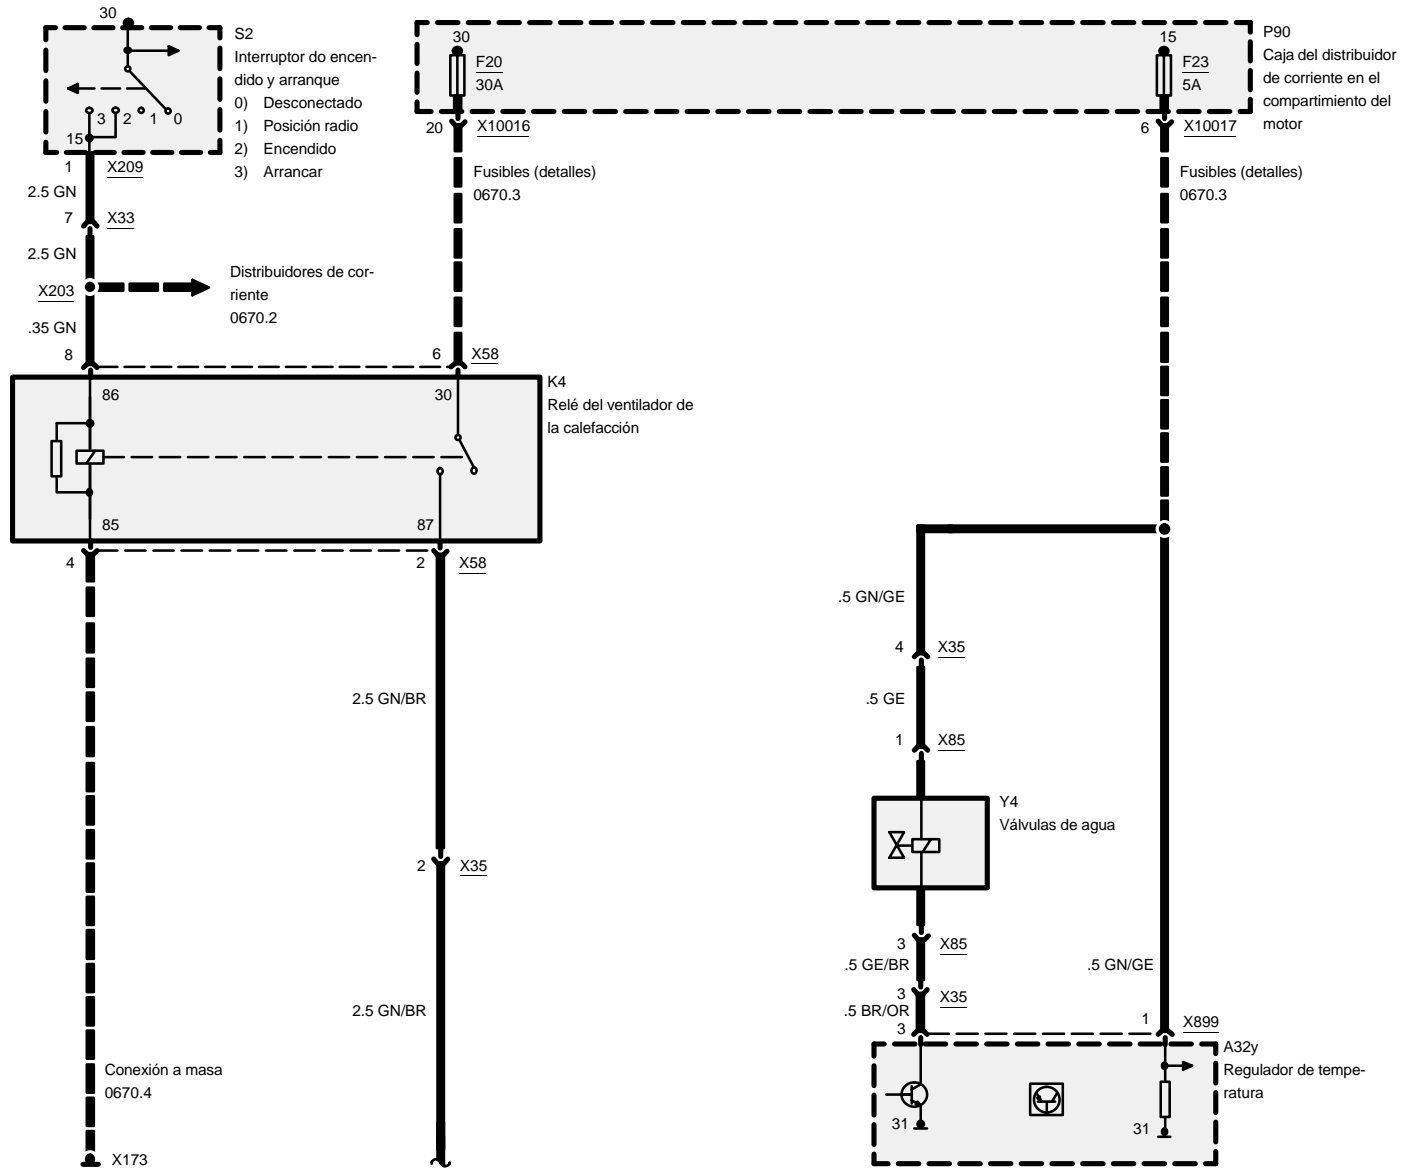 30
S2
Interruptor do encen-
dido y arranque
0) Desconectado
1) Posición radio
2) Encendido
3) Arrancar
3
2
1
0
15
1
X209
2.5 GN
7
X33
2.5 GN
X203
Distribuidores de cor-
riente
0670.2
.35 GN
8
30
F20
30A
20
X10016
Fusibles (detalles)
0670.3
6
X58
15
F23
5A
6
X10017
Fusibles (detalles)
0670.3
P90
Caja del distribuidor
de corriente en el
compartimiento del
motor
86
30
K4
Relé del ventilador de
la calefacción
85
87
4
2
X58
2.5 GN/BR
2
X35
2.5 GN/BR
Conexión a masa
0670.4
X173
.5 GN/GE
4
X35
.5 GE
1
X85
Y4
Válvulas de agua
3
X85
.5 GE/BR
3
X35
.5 BR/OR
3
.5 GN/GE
1
X899
A32y
Regulador de tempe-
ratura
31
31